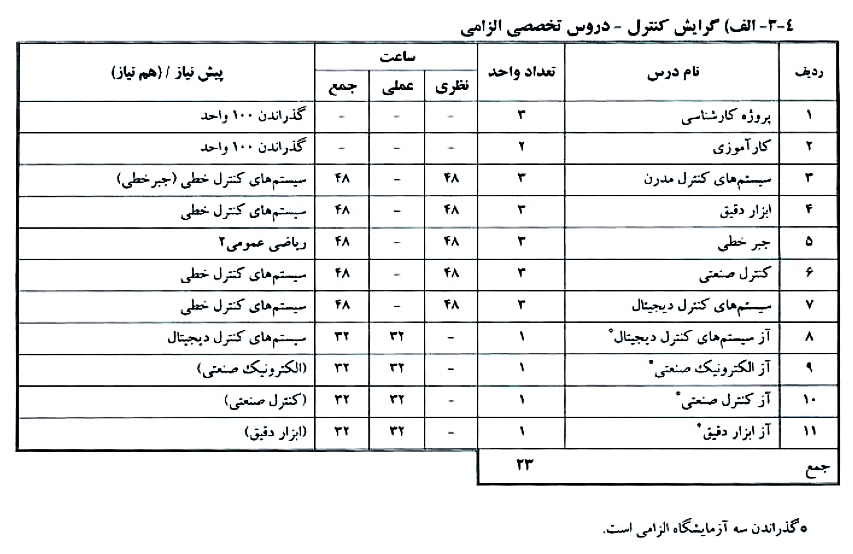 ۴-۳- الف) گرایش کنترل - دروس تخصصی الزامی
ردیف نام درس تعداد واحد ساعت پیش نیاز / (هم نیاز)
نظری عملی جمع
۱ پروژه کارشناسی ۳ - - - گذراندن ۱۰۰ واحد
۲ کارآموزی ۲ - - - گذراندن ۱۰۰ واحد
۳ سیستم‌های کنترل مدرن ۳ ۴۸ - ۴۸ سیستم‌های کنترل خطی (جبرخطی)
۴ ابزار دقیق ۳ ۴۸ - ۴۸ سیستم‌های کنترل خطی
۵ جبر خطی ۳ ۴۸ - ۴۸ ریاضی عمومی۲
۶ کنترل صنعتی ۳ ۴۸ - ۴۸ سیستم‌های کنترل خطی
۷ سیستم‌های کنترل دیجیتال ۳ ۴۸ - ۴۸ سیستم‌های کنترل خطی
۸ آز سیستم‌های کنترل دیجیتال* ۱ - ۳۲ ۳۲ سیستم‌های کنترل دیجیتال
۹ آز الکترونیک صنعتی* ۱ - ۳۲ ۳۲ (الکترونیک صنعتی)
۱۰ آز کنترل صنعتی* ۱ - ۳۲ ۳۲ (کنترل صنعتی)
۱۱ آز ابزار دقیق* ۱ - ۳۲ ۳۲ (ابزار دقیق)
جمع ۲۳
* گذراندن سه آزمایشگاه الزامی است.